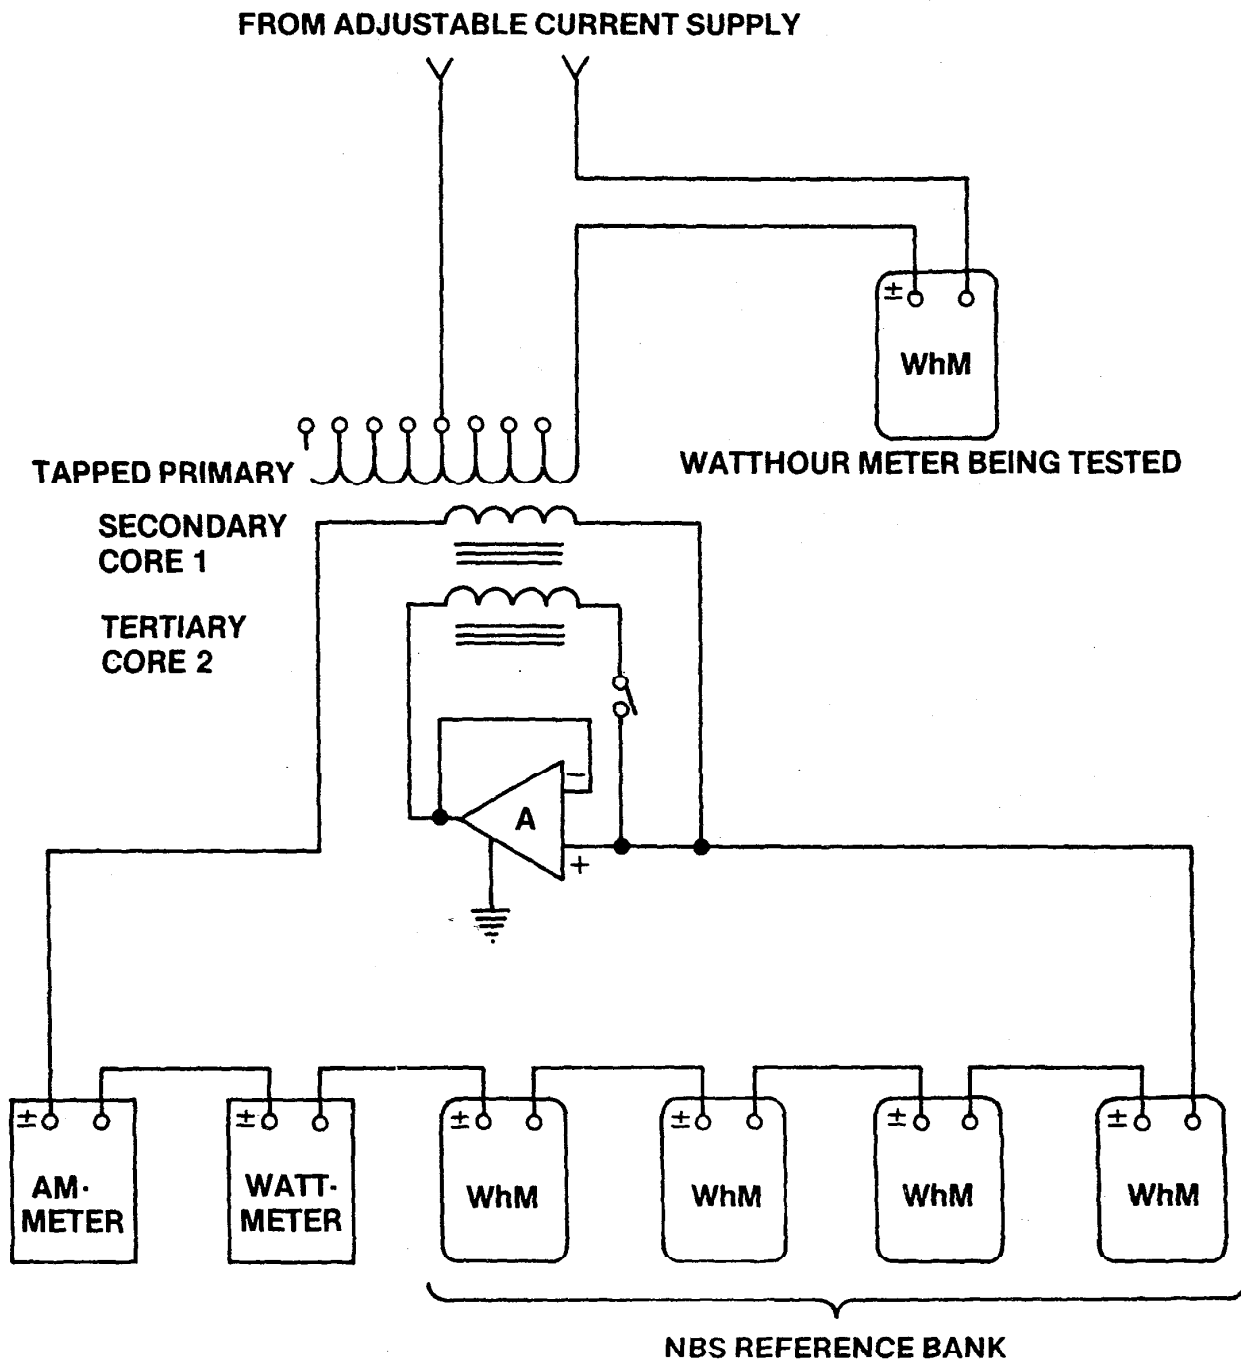 FROM ADJUSTABLE CURRENT SUPPLY
±
WhM
TAPPED PRIMARY
WATTHOUR METER BEING TESTED
SECONDARY
CORE 1
TERTIARY
CORE 2
−
A
+
± ± ± ± ± ±
AM-
METER
WATT-
METER
WhM
WhM
WhM
WhM
NBS REFERENCE BANK